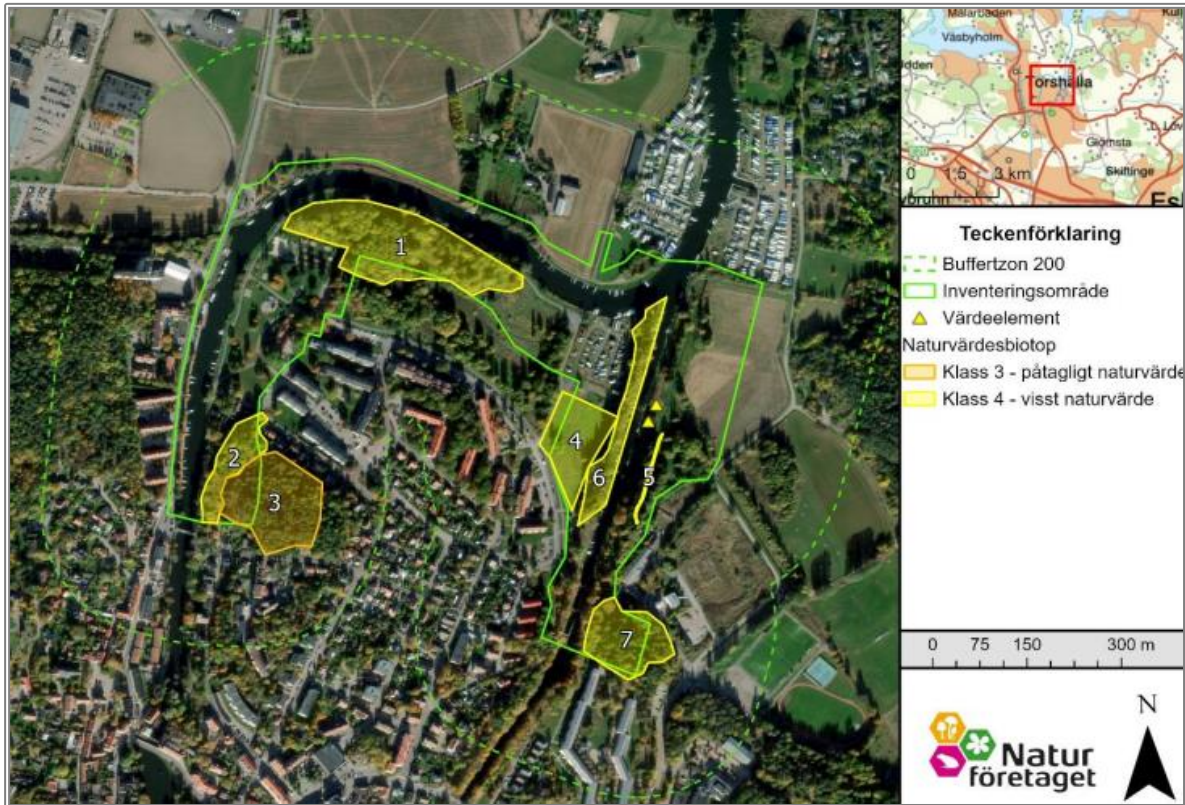 1
2
3
4
5
6
7
Mälarbaden
Väsbyholm
Torshälla
Glömsta
Skiftinge
0 1,5 3 km
Teckenförklaring
Buffertzon 200
Inventeringsområde
Värdeelement
Naturvärdesbiotop
Klass 3 - påtagligt naturvärde
Klass 4 - visst naturvärde
0 75 150 300 m
N
Natur
företaget